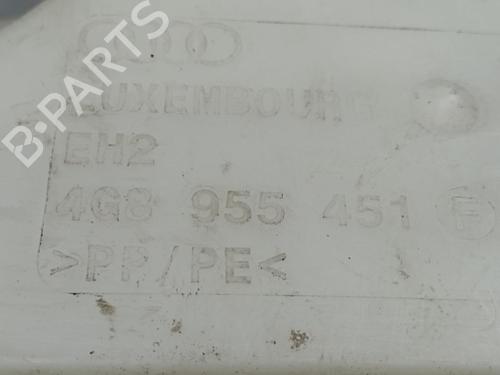 B-PARTS
LUXEMBOURG
EH2
4G8 955 451 F
>PP/PE<